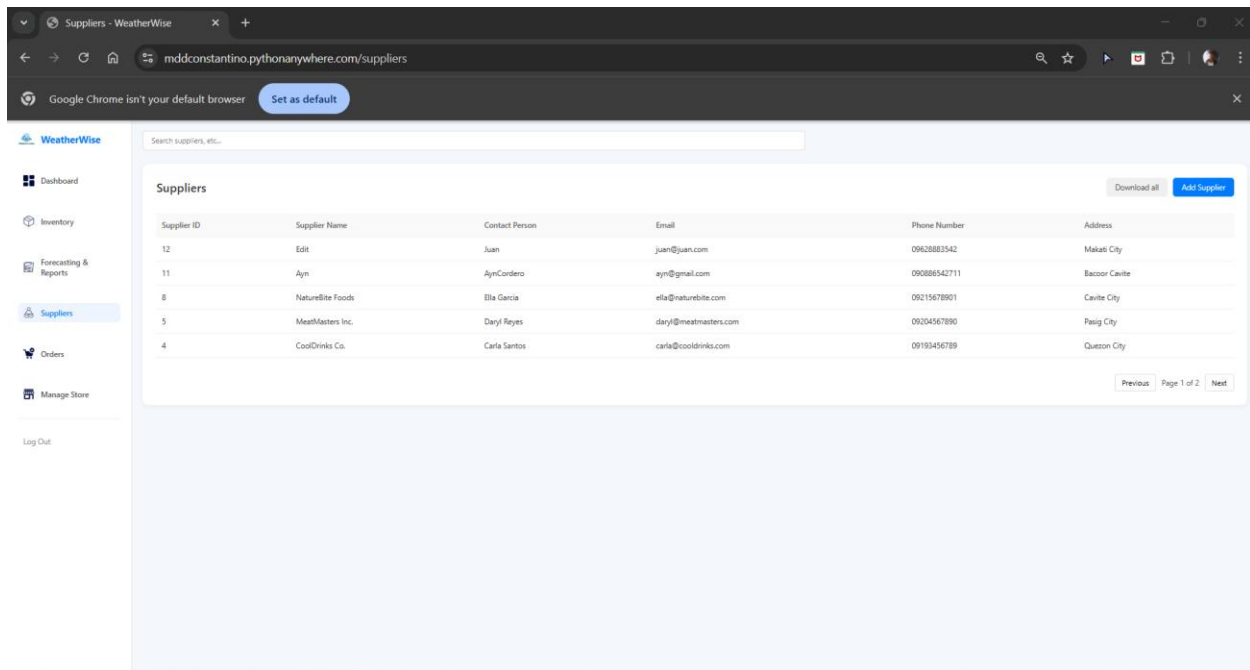 Suppliers - WeatherWise
mddconstantino.pythonanywhere.com/suppliers
Google Chrome isn't your default browser Set as default
WeatherWise
Search suppliers, etc...
Dashboard
Inventory
Forecasting &
Reports
Suppliers
Orders
Manage Store
Log Out
Suppliers Download all Add Supplier
Supplier ID Supplier Name Contact Person Email Phone Number Address
12 Edit Juan juan@juan.com 09628883542 Makati City
11 Ayn AynCordero ayn@gmail.com 090886542711 Bacoor Cavite
8 NatureBite Foods Ella Garcia ella@naturebite.com 09215678901 Cavite City
5 MeatMasters Inc. Daryl Reyes daryl@meatmasters.com 09204567890 Pasig City
4 CoolDrinks Co. Carla Santos carla@cooldrinks.com 09193456789 Quezon City
Previous Page 1 of 2 Next